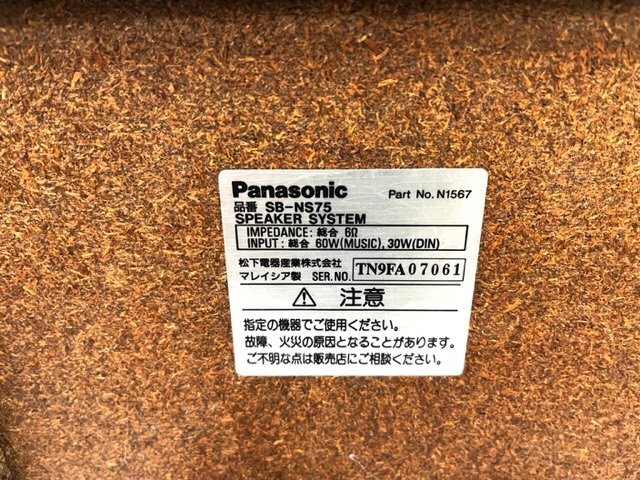 Panasonic Part No. N1567
品番 SB-NS75
SPEAKER SYSTEM
IMPEDANCE: 総合 6Ω
INPUT: 総合 60W(MUSIC), 30W(DIN)
松下電器産業株式会社
マレイシア製 SER.NO. TN9FA07061
⚠ 注意
指定の機器でご使用ください。
故障、火災の原因となることがあります。
ご不明な点は販売店にご相談ください。